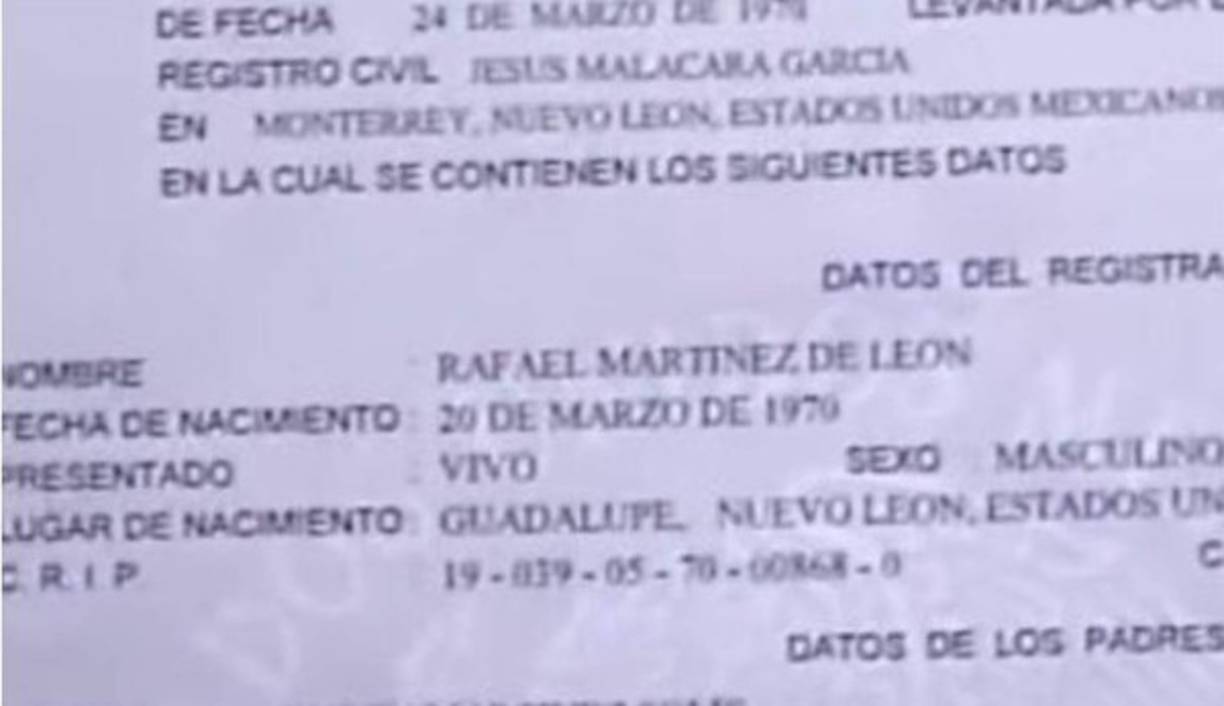 DE FECHA 24 DE MARZO DE 1970 LEVANTADA POR
REGISTRO CIVIL JESUS MALACARA GARCIA
EN MONTERREY, NUEVO LEON, ESTADOS UNIDOS MEXICANOS
EN LA CUAL SE CONTIENEN LOS SIGUIENTES DATOS
DATOS DEL REGISTRA
NOMBRE : RAFAEL MARTINEZ DE LEON
FECHA DE NACIMIENTO : 20 DE MARZO DE 1970
PRESENTADO : VIVO SEXO MASCULINO
LUGAR DE NACIMIENTO : GUADALUPE, NUEVO LEON, ESTADOS UN
C. R. I. P. 19 - 039 - 05 - 70 - 00868 - 0 C
DATOS DE LOS PADRES